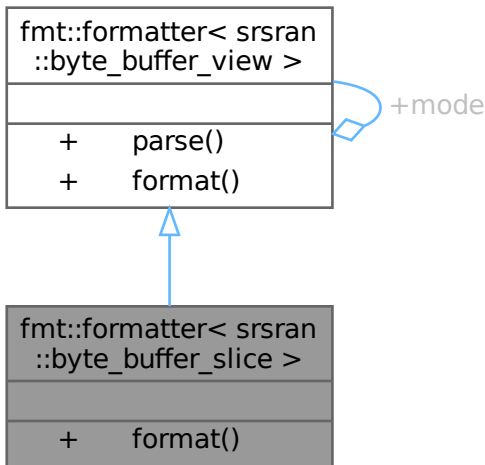 fmt::formatter< srsran
::byte_buffer_view >
+mode
+ parse()
+ format()
fmt::formatter< srsran
::byte_buffer_slice >
+ format()